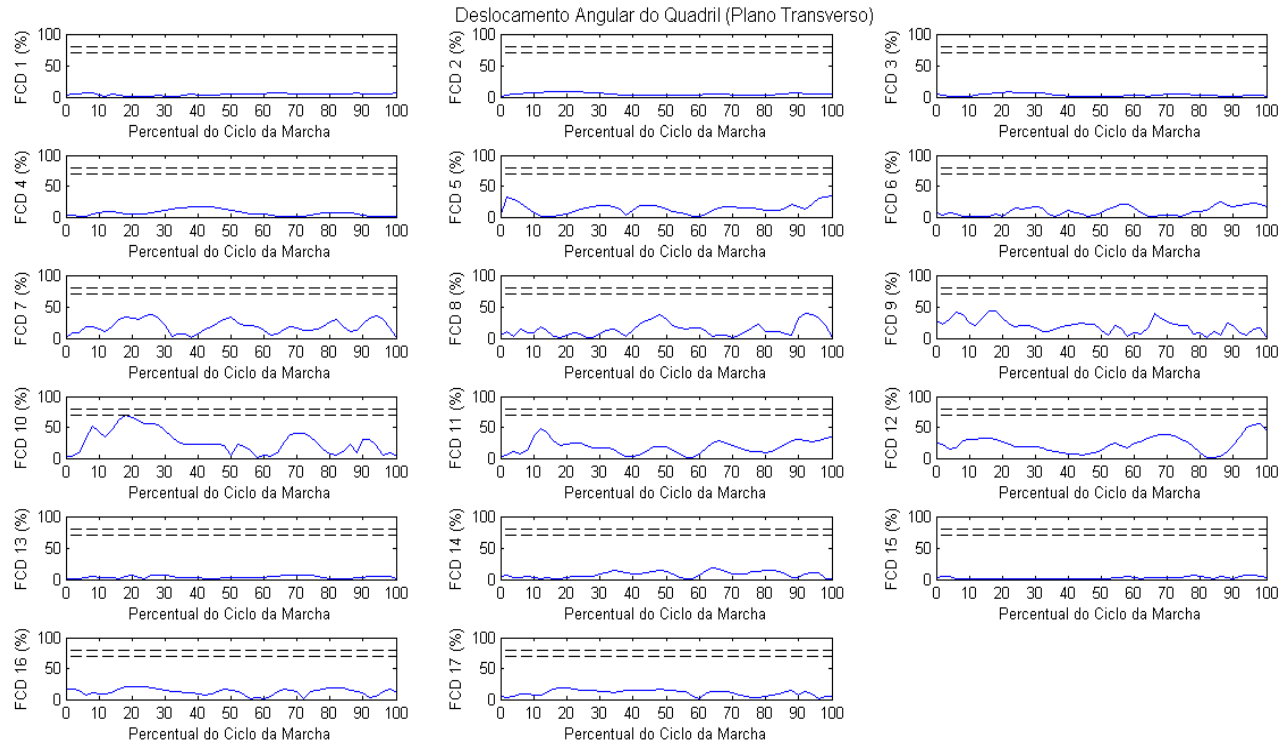 Deslocamento Angular do Quadril (Plano Transverso)
FCD 1 (%)
100
50
0
0 10 20 30 40 50 60 70 80 90 100
Percentual do Ciclo da Marcha
FCD 2 (%)
100
50
0
0 10 20 30 40 50 60 70 80 90 100
Percentual do Ciclo da Marcha
FCD 3 (%)
100
50
0
0 10 20 30 40 50 60 70 80 90 100
Percentual do Ciclo da Marcha
FCD 4 (%)
100
50
0
0 10 20 30 40 50 60 70 80 90 100
Percentual do Ciclo da Marcha
FCD 5 (%)
100
50
0
0 10 20 30 40 50 60 70 80 90 100
Percentual do Ciclo da Marcha
FCD 6 (%)
100
50
0
0 10 20 30 40 50 60 70 80 90 100
Percentual do Ciclo da Marcha
FCD 7 (%)
100
50
0
0 10 20 30 40 50 60 70 80 90 100
Percentual do Ciclo da Marcha
FCD 8 (%)
100
50
0
0 10 20 30 40 50 60 70 80 90 100
Percentual do Ciclo da Marcha
FCD 9 (%)
100
50
0
0 10 20 30 40 50 60 70 80 90 100
Percentual do Ciclo da Marcha
FCD 10 (%)
100
50
0
0 10 20 30 40 50 60 70 80 90 100
Percentual do Ciclo da Marcha
FCD 11 (%)
100
50
0
0 10 20 30 40 50 60 70 80 90 100
Percentual do Ciclo da Marcha
FCD 12 (%)
100
50
0
0 10 20 30 40 50 60 70 80 90 100
Percentual do Ciclo da Marcha
FCD 13 (%)
100
50
0
0 10 20 30 40 50 60 70 80 90 100
Percentual do Ciclo da Marcha
FCD 14 (%)
100
50
0
0 10 20 30 40 50 60 70 80 90 100
Percentual do Ciclo da Marcha
FCD 15 (%)
100
50
0
0 10 20 30 40 50 60 70 80 90 100
Percentual do Ciclo da Marcha
FCD 16 (%)
100
50
0
0 10 20 30 40 50 60 70 80 90 100
Percentual do Ciclo da Marcha
FCD 17 (%)
100
50
0
0 10 20 30 40 50 60 70 80 90 100
Percentual do Ciclo da Marcha